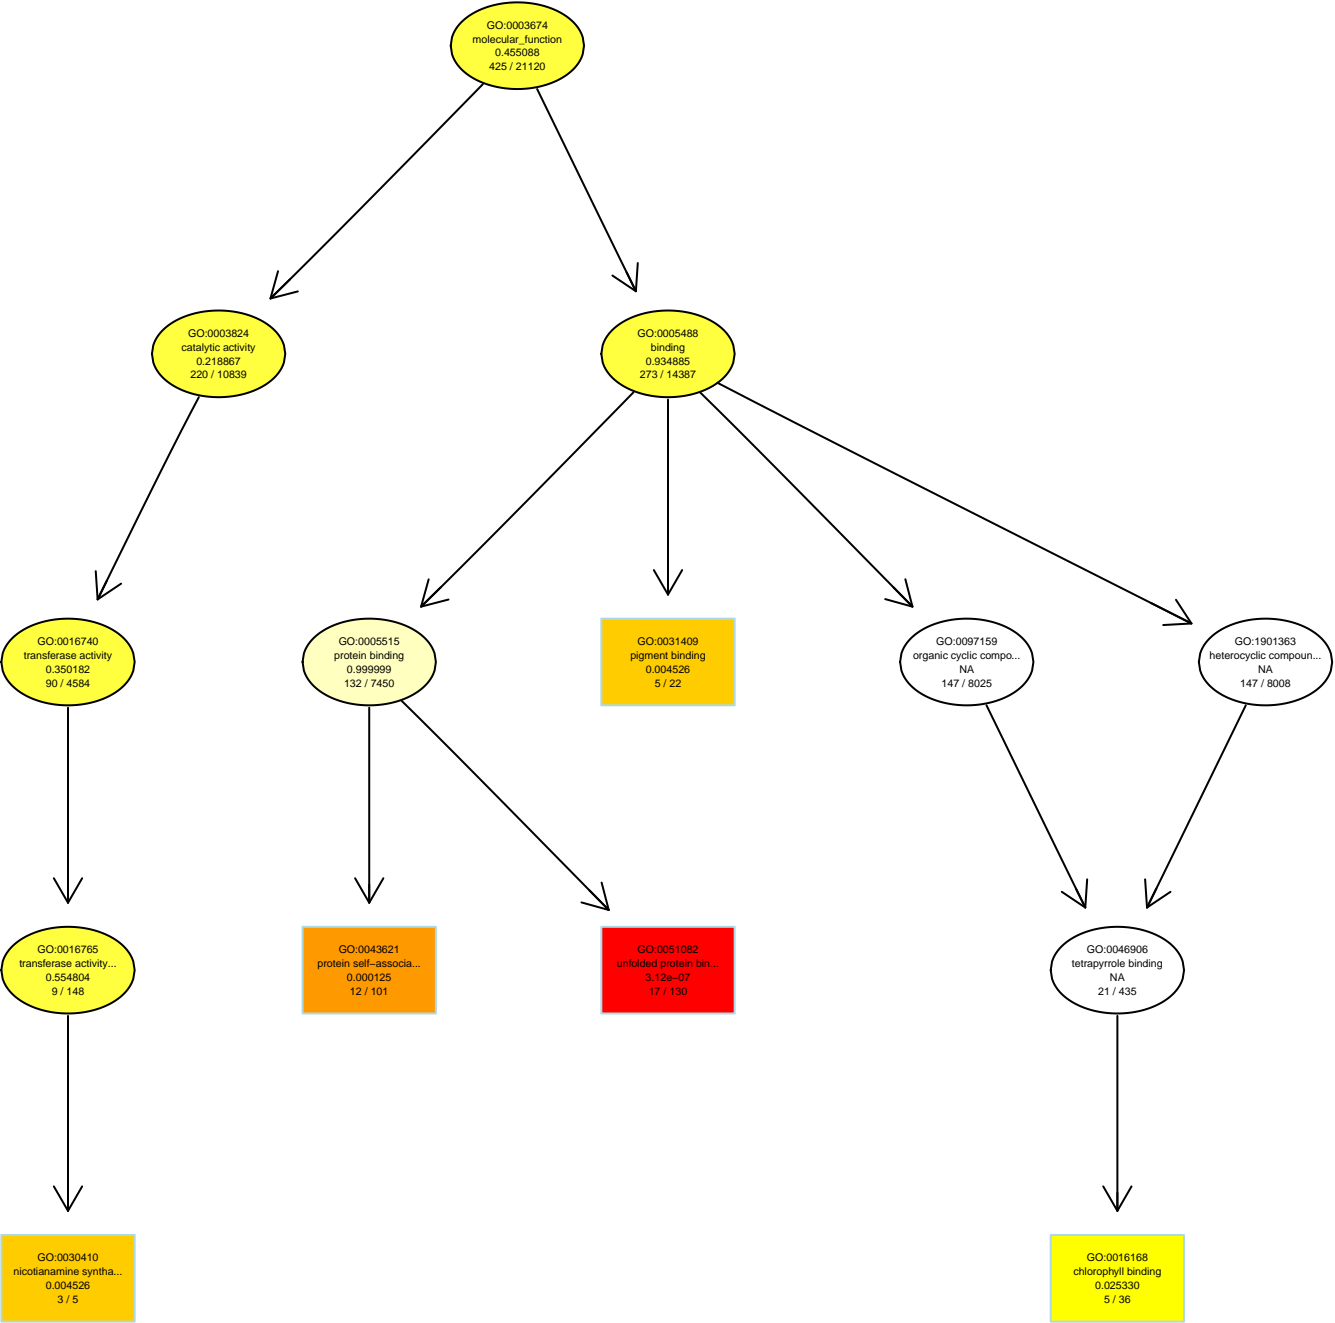 GO:0003674
molecular_function
0.455088
425 / 21120
GO:0003824
catalytic activity
0.218867
220 / 10839
GO:0005488
binding
0.934885
273 / 14387
GO:0016740
transferase activity
0.350182
90 / 4584
GO:0005515
protein binding
0.999999
132 / 7450
GO:0031409
pigment binding
0.004526
5 / 22
GO:0097159
organic cyclic compo...
NA
147 / 8025
GO:1901363
heterocyclic compoun...
NA
147 / 8008
GO:0016765
transferase activity...
0.554804
9 / 148
GO:0043621
protein self−associa...
0.000125
12 / 101
GO:0051082
unfolded protein bin...
3.12e−07
17 / 130
GO:0046906
tetrapyrrole binding
NA
21 / 435
GO:0030410
nicotianamine syntha...
0.004526
3 / 5
GO:0016168
chlorophyll binding
0.025330
5 / 36